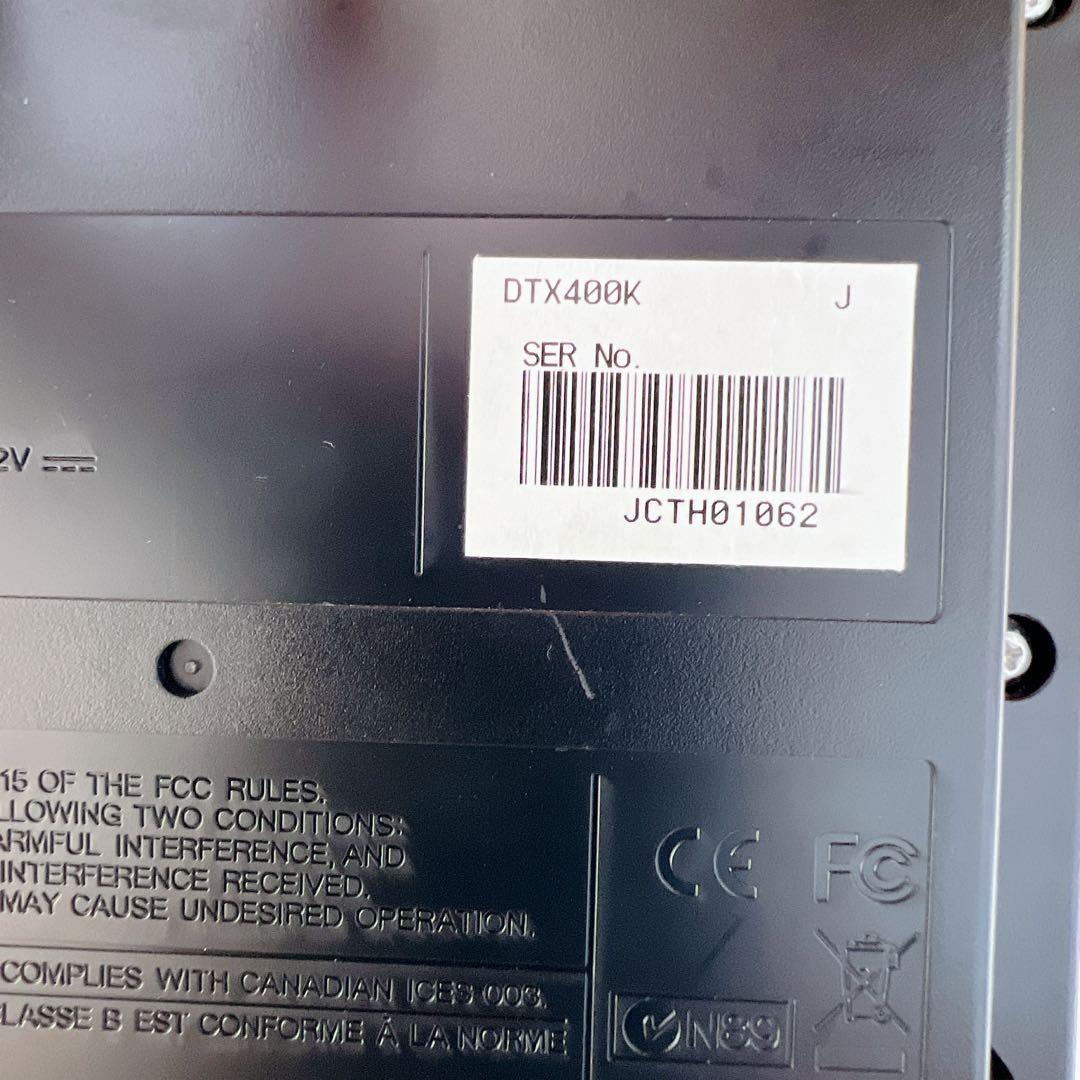 DTX400K J
SER No.
JCTH01062
2V
15 OF THE FCC RULES.
LLOWING TWO CONDITIONS:
ARMFUL INTERFERENCE, AND
INTERFERENCE RECEIVED,
MAY CAUSE UNDESIRED OPERATION.
COMPLIES WITH CANADIAN ICES 003.
LASSE B EST CONFORME À LA NORME
CE FC
N89